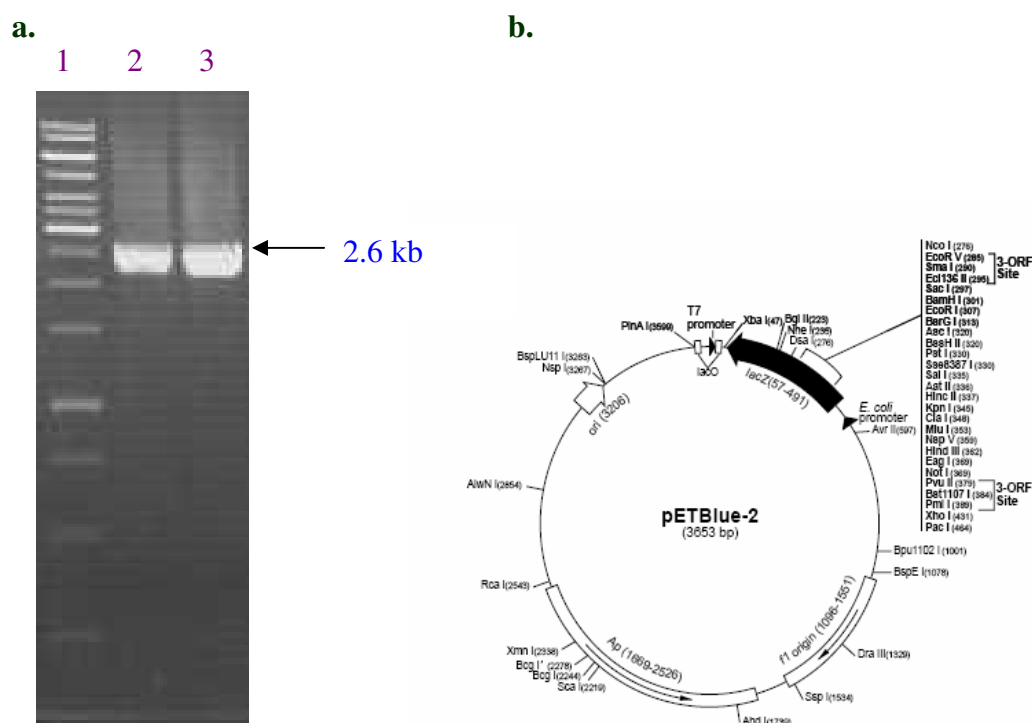 a.
b.
1 2 3
2.6 kb
Nco I (276)
EcoR V (285)
Sma I (290)
Ecl136 II (295)
Sac I (297)
BamH I (301)
EcoR I (307)
BsrG I (313)
Asc I (320)
BssH II (320)
Pst I (330)
Sse8387 I (330)
Sal I (335)
Aat II (336)
Hinc II (337)
Kpn I (345)
Cla I (348)
Mlu I (353)
Nsp V (359)
Hind III (362)
Eag I (369)
Not I (369)
Pvu II (379)
Bst1107 I (384)
Pml I (389)
Xho I (431)
Pac I (464)
3-ORF
Site
3-ORF
Site
T7
promoter
PinA I (3599)
Xba I (47)
Bgl II (223)
Nhe I (235)
Dsa I (276)
lacO
lacZ (57-491)
E. coli
promoter
Avr II (597)
BspLU11 I (3263)
Nsp I (3267)
ori (3206)
AlwN I (2854)
pETBlue-2
(3653 bp)
Bpu1102 I (1001)
BspE I (1078)
f1 origin (1096-1551)
Dra III (1329)
Ssp I (1534)
Rca I (2543)
Ap (1669-2526)
Xmn I (2338)
Bcg I' (2278)
Bcg I (2244)
Sca I (2219)
Ahd I (1739)